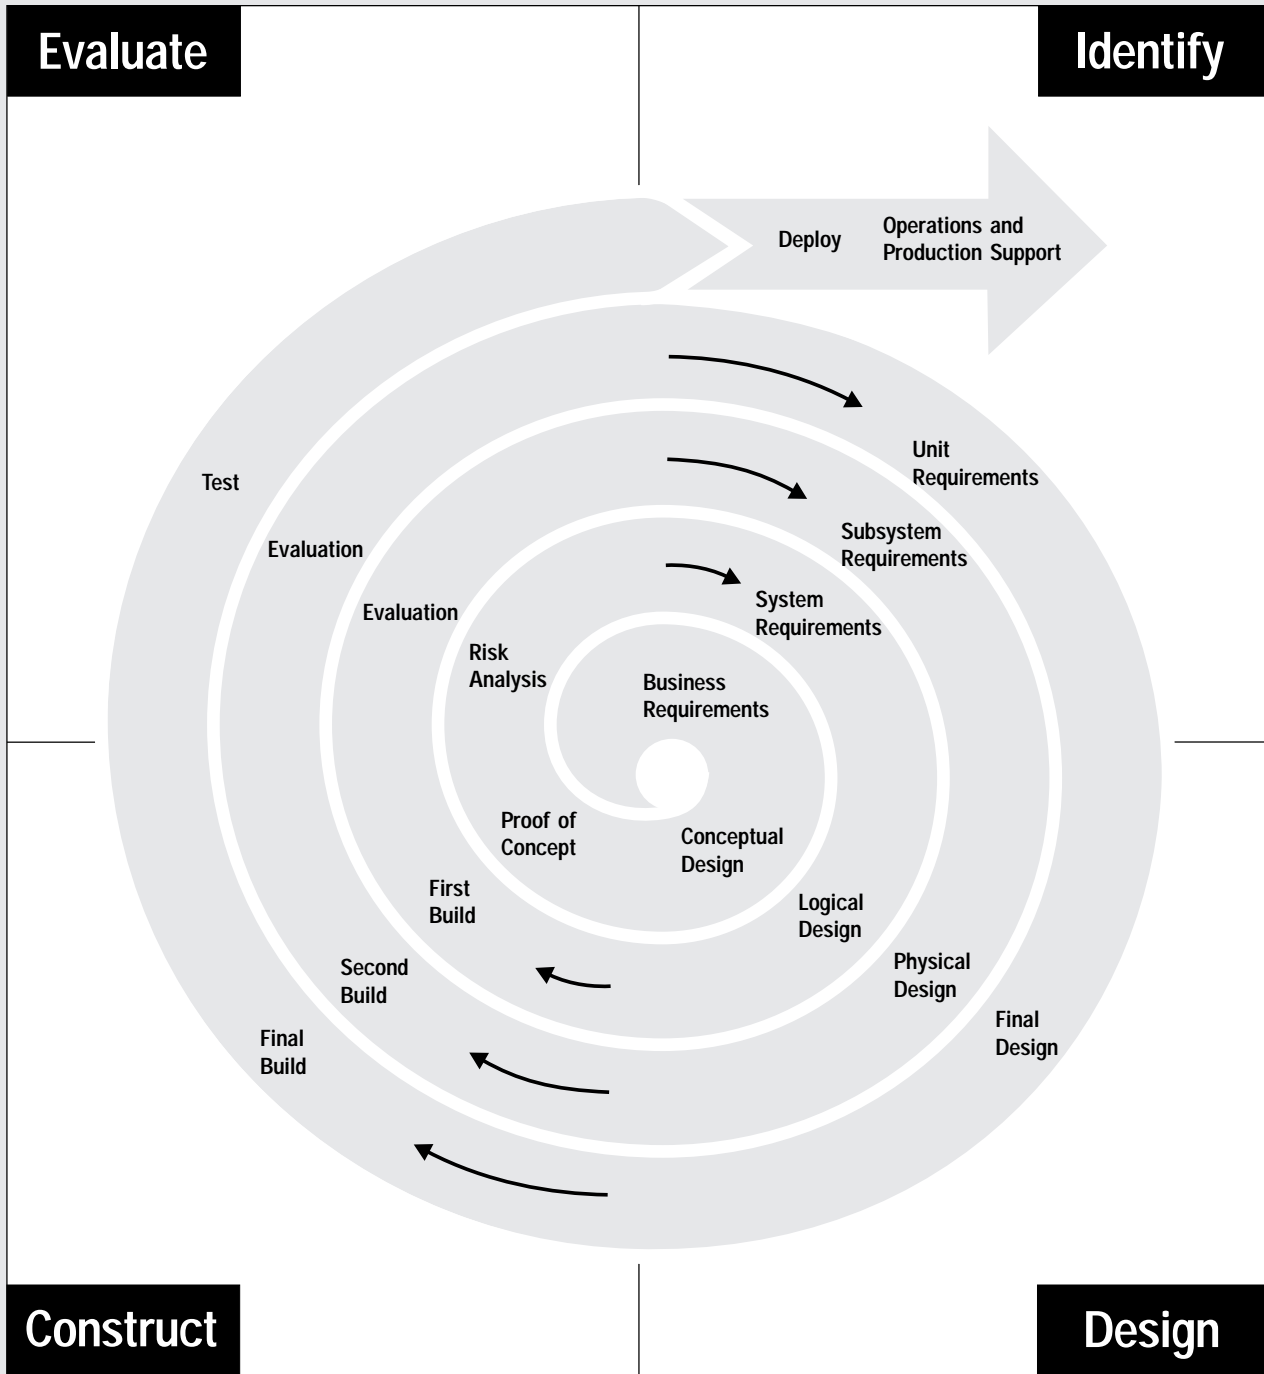 Evaluate
Identify
Deploy
Operations and
Production Support
Unit
Requirements
Test
Subsystem
Requirements
Evaluation
System
Requirements
Evaluation
Risk
Analysis
Business
Requirements
Proof of
Concept
Conceptual
Design
First
Build
Logical
Design
Physical
Design
Second
Build
Final
Design
Final
Build
Construct
Design